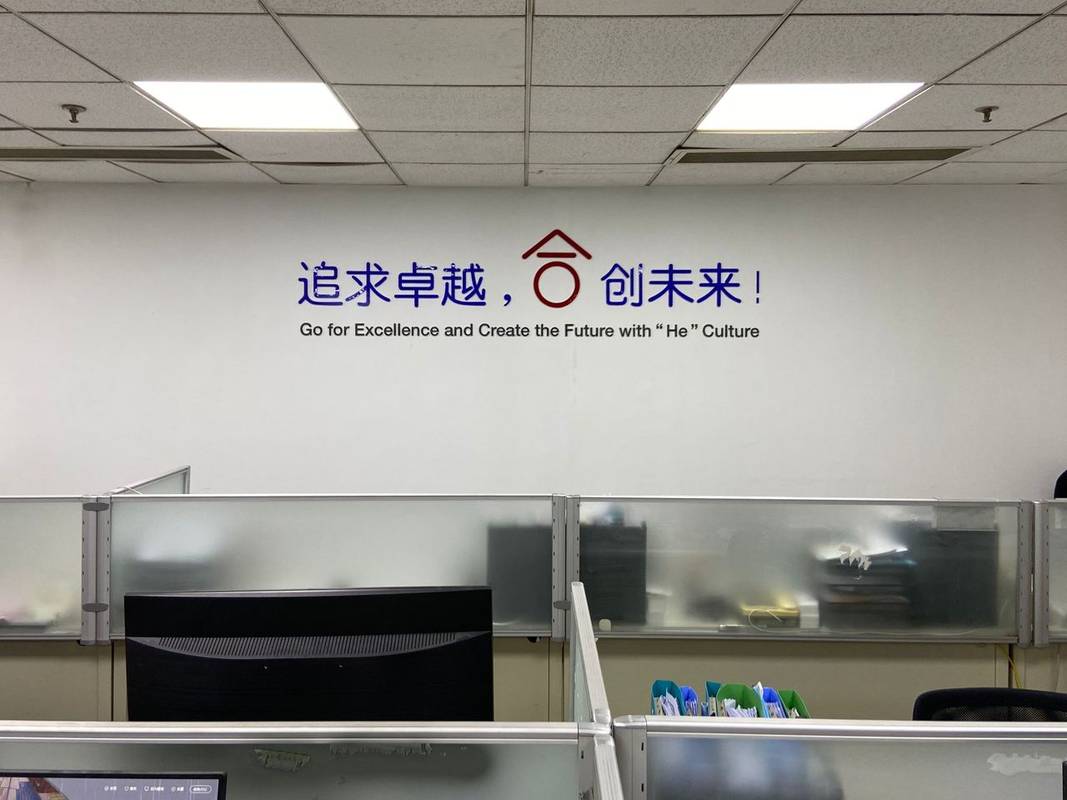 追求卓越，合创未来！
Go for Excellence and Create the Future with “He” Culture